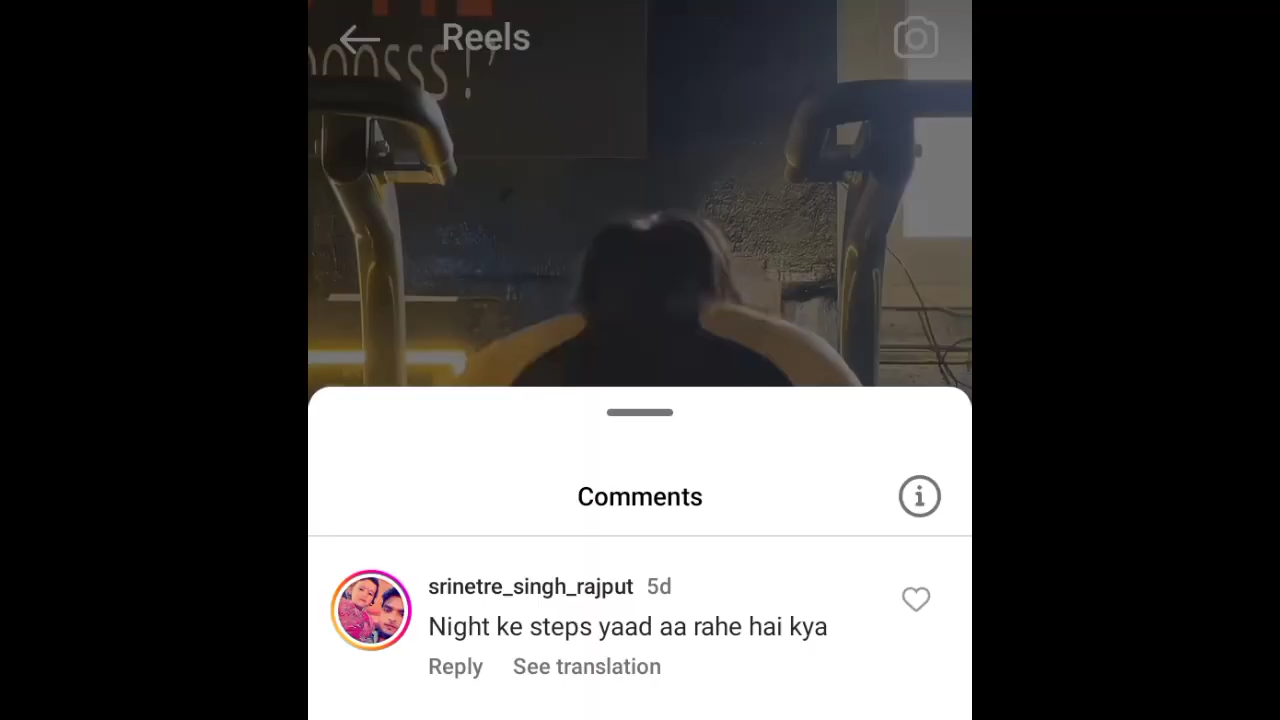 Reels
Comments
srinetre_singh_rajput 5d
Night ke steps yaad aa rahe hai kya
Reply See translation